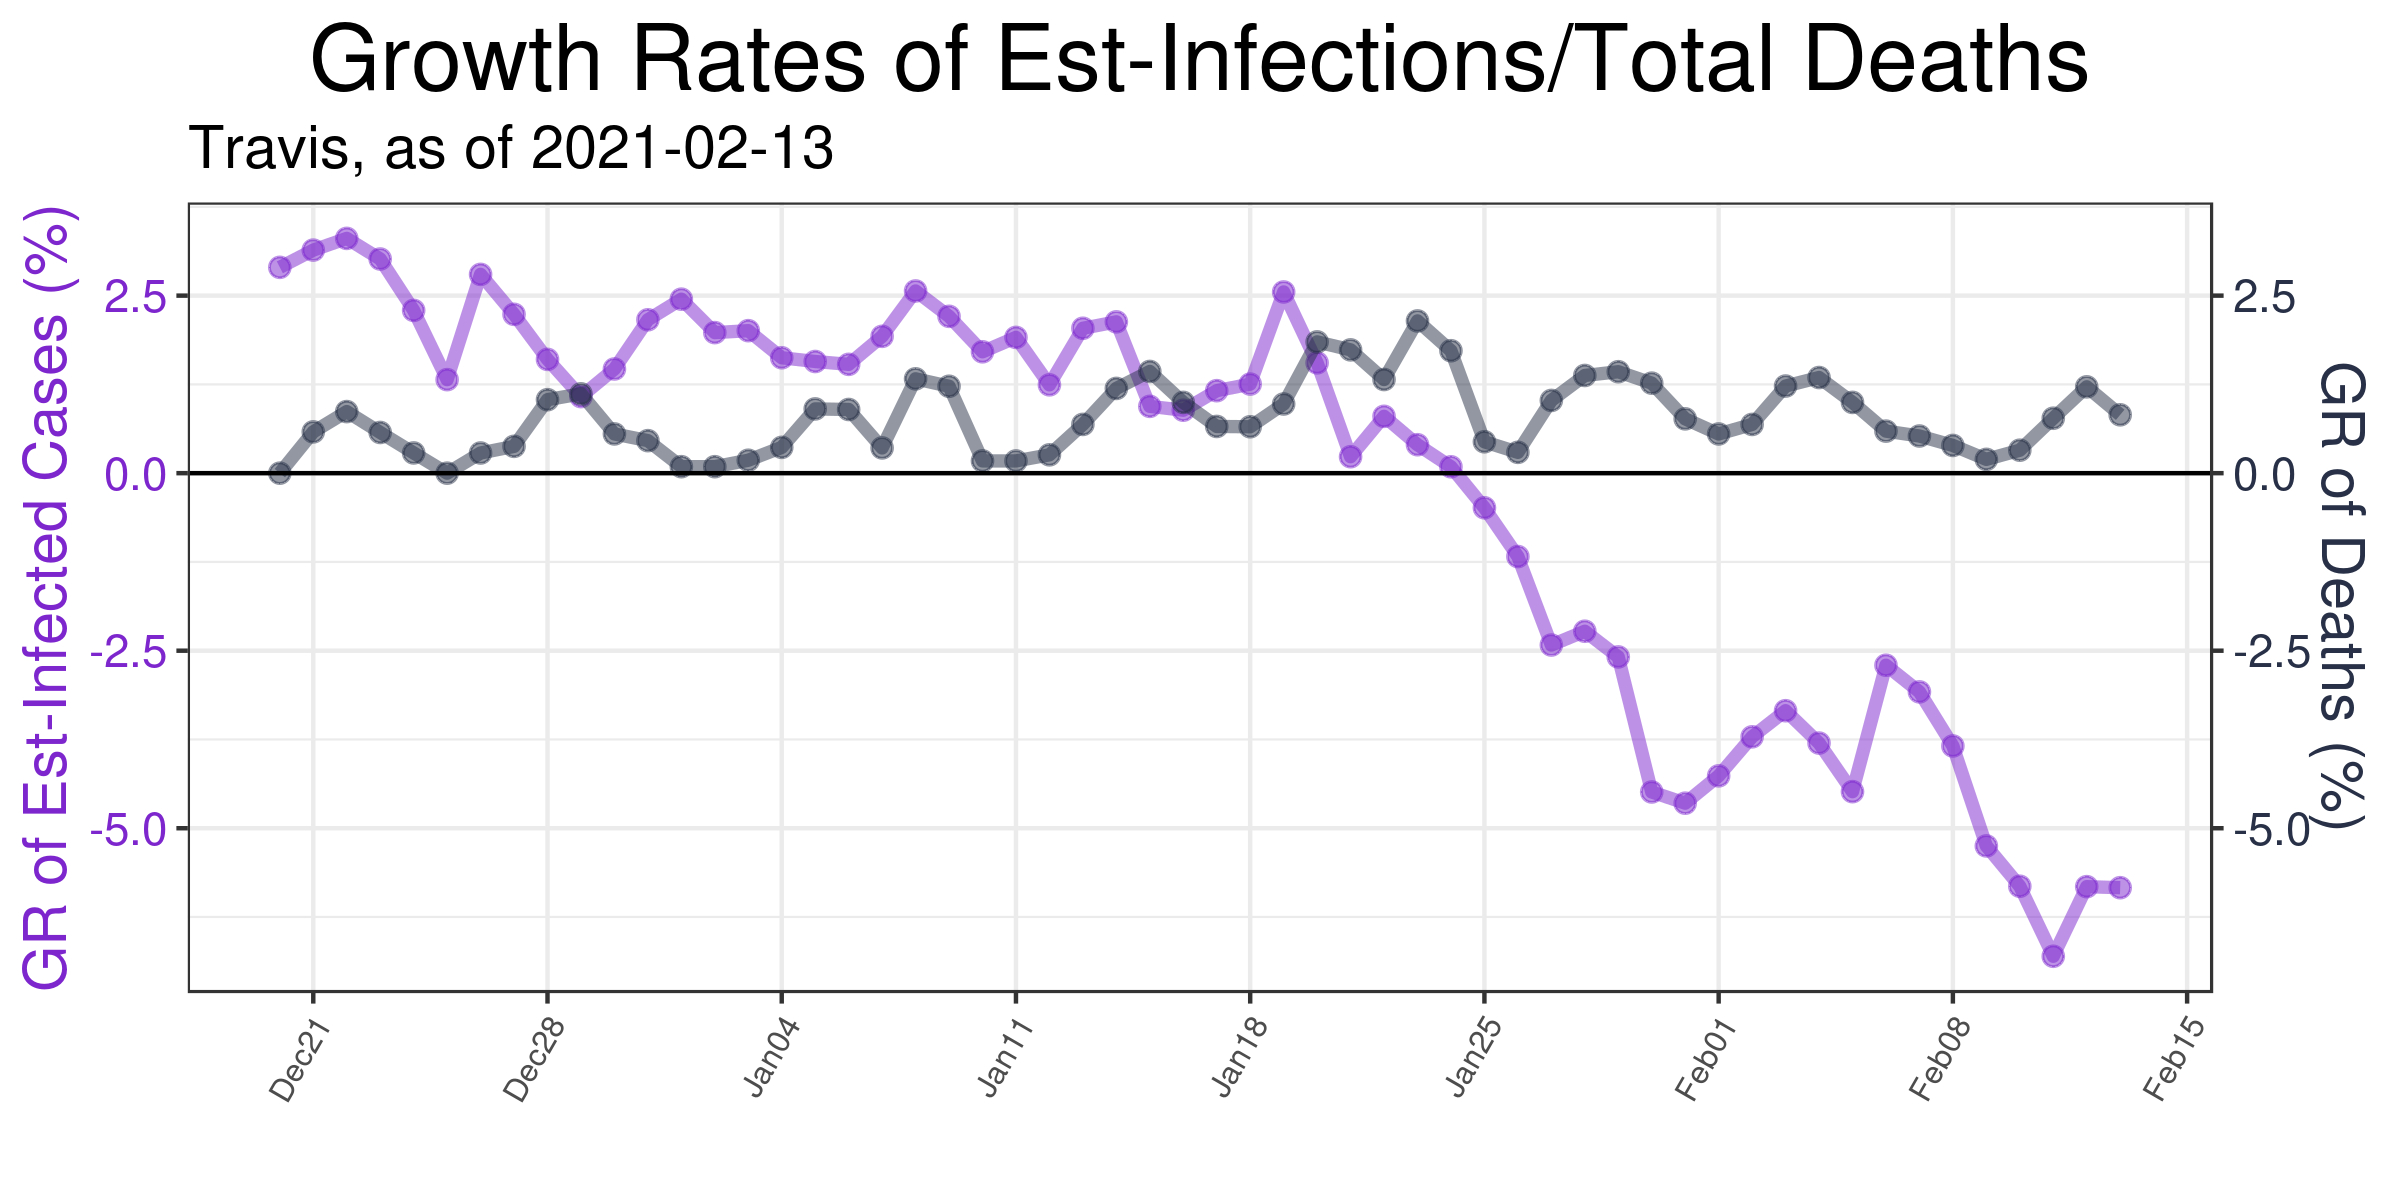 Growth Rates of Est-Infections/Total Deaths
Travis, as of 2021-02-13
GR of Est-Infected Cases (%)
2.5
0.0
-2.5
-5.0
2.5
0.0
-2.5
-5.0
GR of Deaths (%)
Dec21
Dec28
Jan04
Jan11
Jan18
Jan25
Feb01
Feb08
Feb15